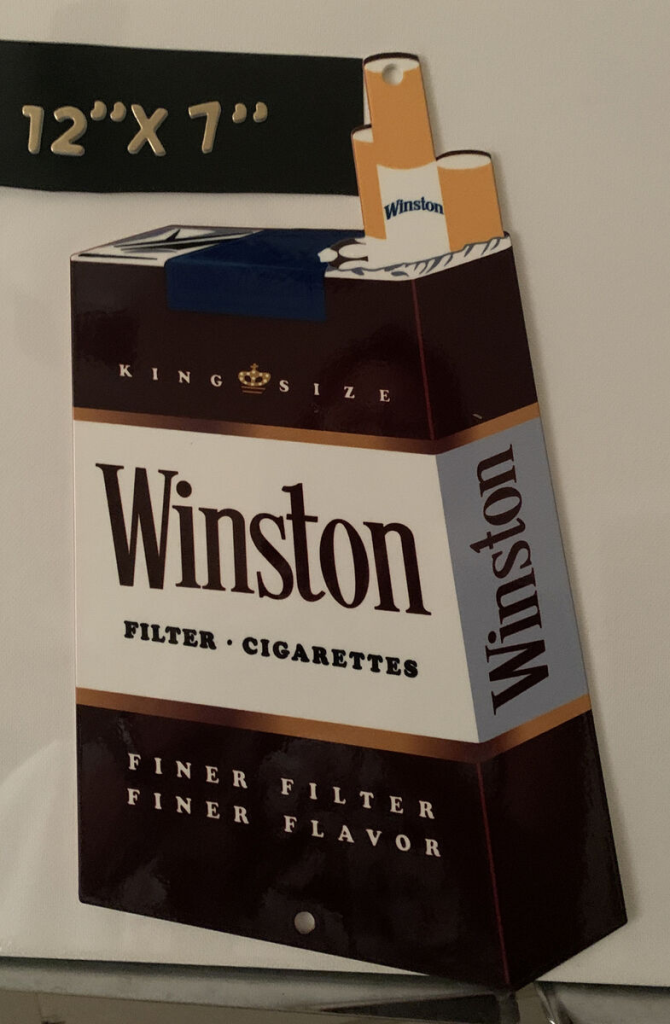 12”X 7”
Winston
KING SIZE
Winston
FILTER · CIGARETTES
FINER FILTER
FINER FLAVOR
Winston